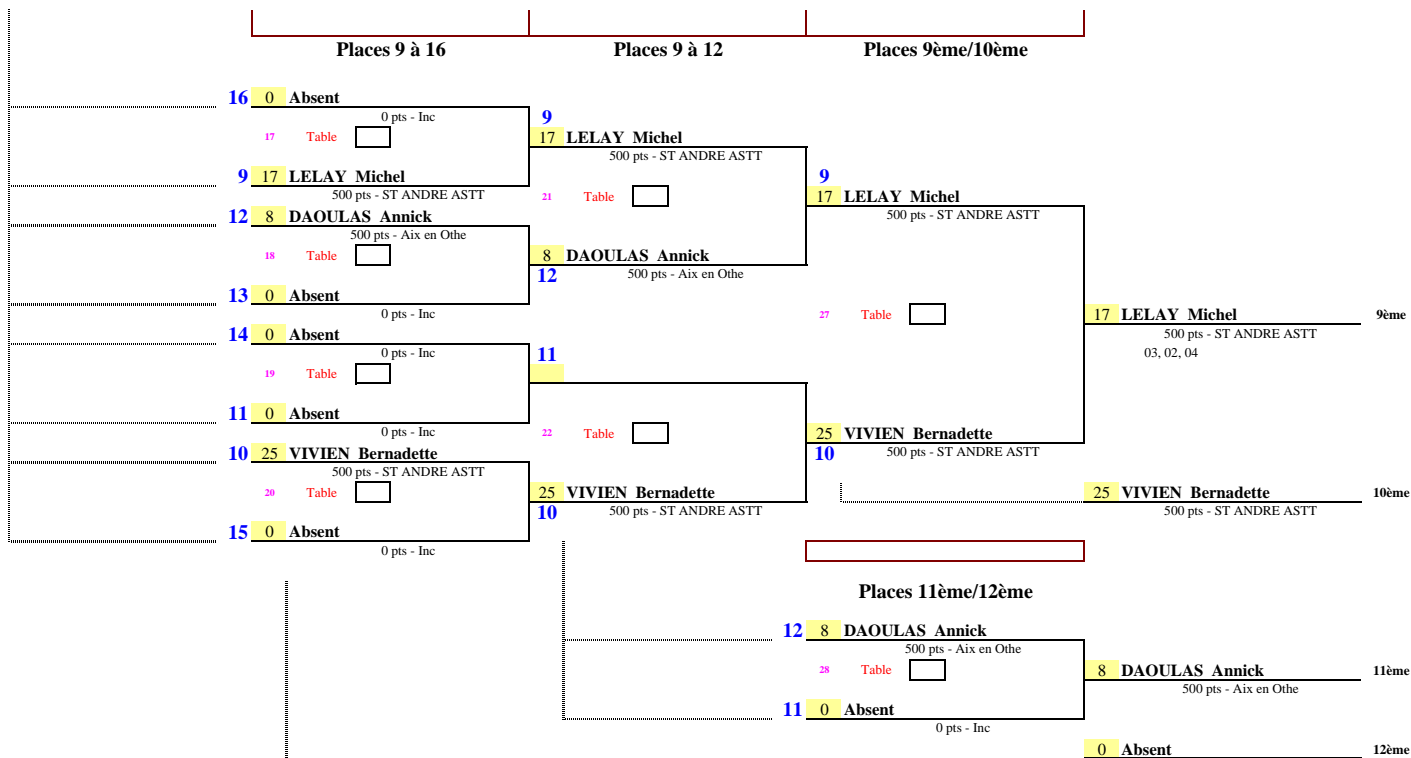 Places 9 à 16 Places 9 à 12 Places 9ème/10ème
16 0 Absent
0 pts - Inc
9
17 Table
17 LELAY Michel
500 pts - ST ANDRE ASTT
9 17 LELAY Michel
500 pts - ST ANDRE ASTT
9
21 Table
17 LELAY Michel
500 pts - ST ANDRE ASTT
12 8 DAOULAS Annick
500 pts - Aix en Othe
18 Table
8 DAOULAS Annick
500 pts - Aix en Othe
12
13 0 Absent
0 pts - Inc
27 Table
17 LELAY Michel 9ème
500 pts - ST ANDRE ASTT
03, 02, 04
14 0 Absent
0 pts - Inc
11
19 Table
11 0 Absent
0 pts - Inc
22 Table
25 VIVIEN Bernadette
500 pts - ST ANDRE ASTT
10
10 25 VIVIEN Bernadette
500 pts - ST ANDRE ASTT
20 Table
25 VIVIEN Bernadette
500 pts - ST ANDRE ASTT
10
25 VIVIEN Bernadette 10ème
500 pts - ST ANDRE ASTT
15 0 Absent
0 pts - Inc
Places 11ème/12ème
12 8 DAOULAS Annick
500 pts - Aix en Othe
28 Table
8 DAOULAS Annick 11ème
500 pts - Aix en Othe
11 0 Absent
0 pts - Inc
0 Absent 12ème